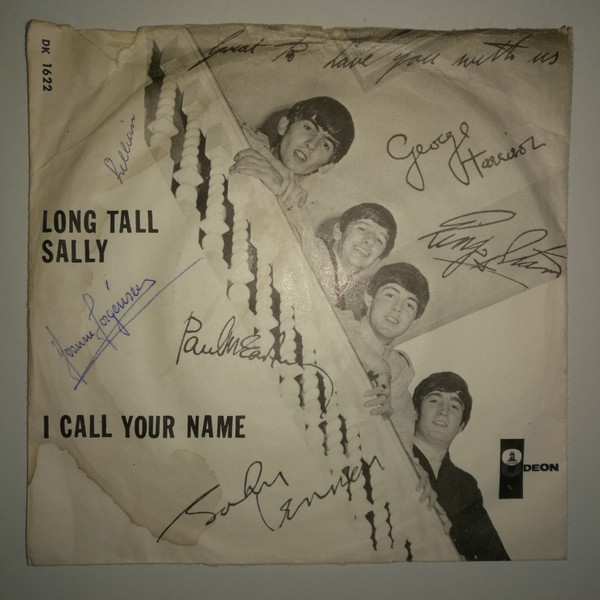 DK 1622
Great to have you with us
Lillian
George
Harrison
LONG TALL
SALLY
Ringo Starr
Paul McCartney
I CALL YOUR NAME
ODEON
John Lennon